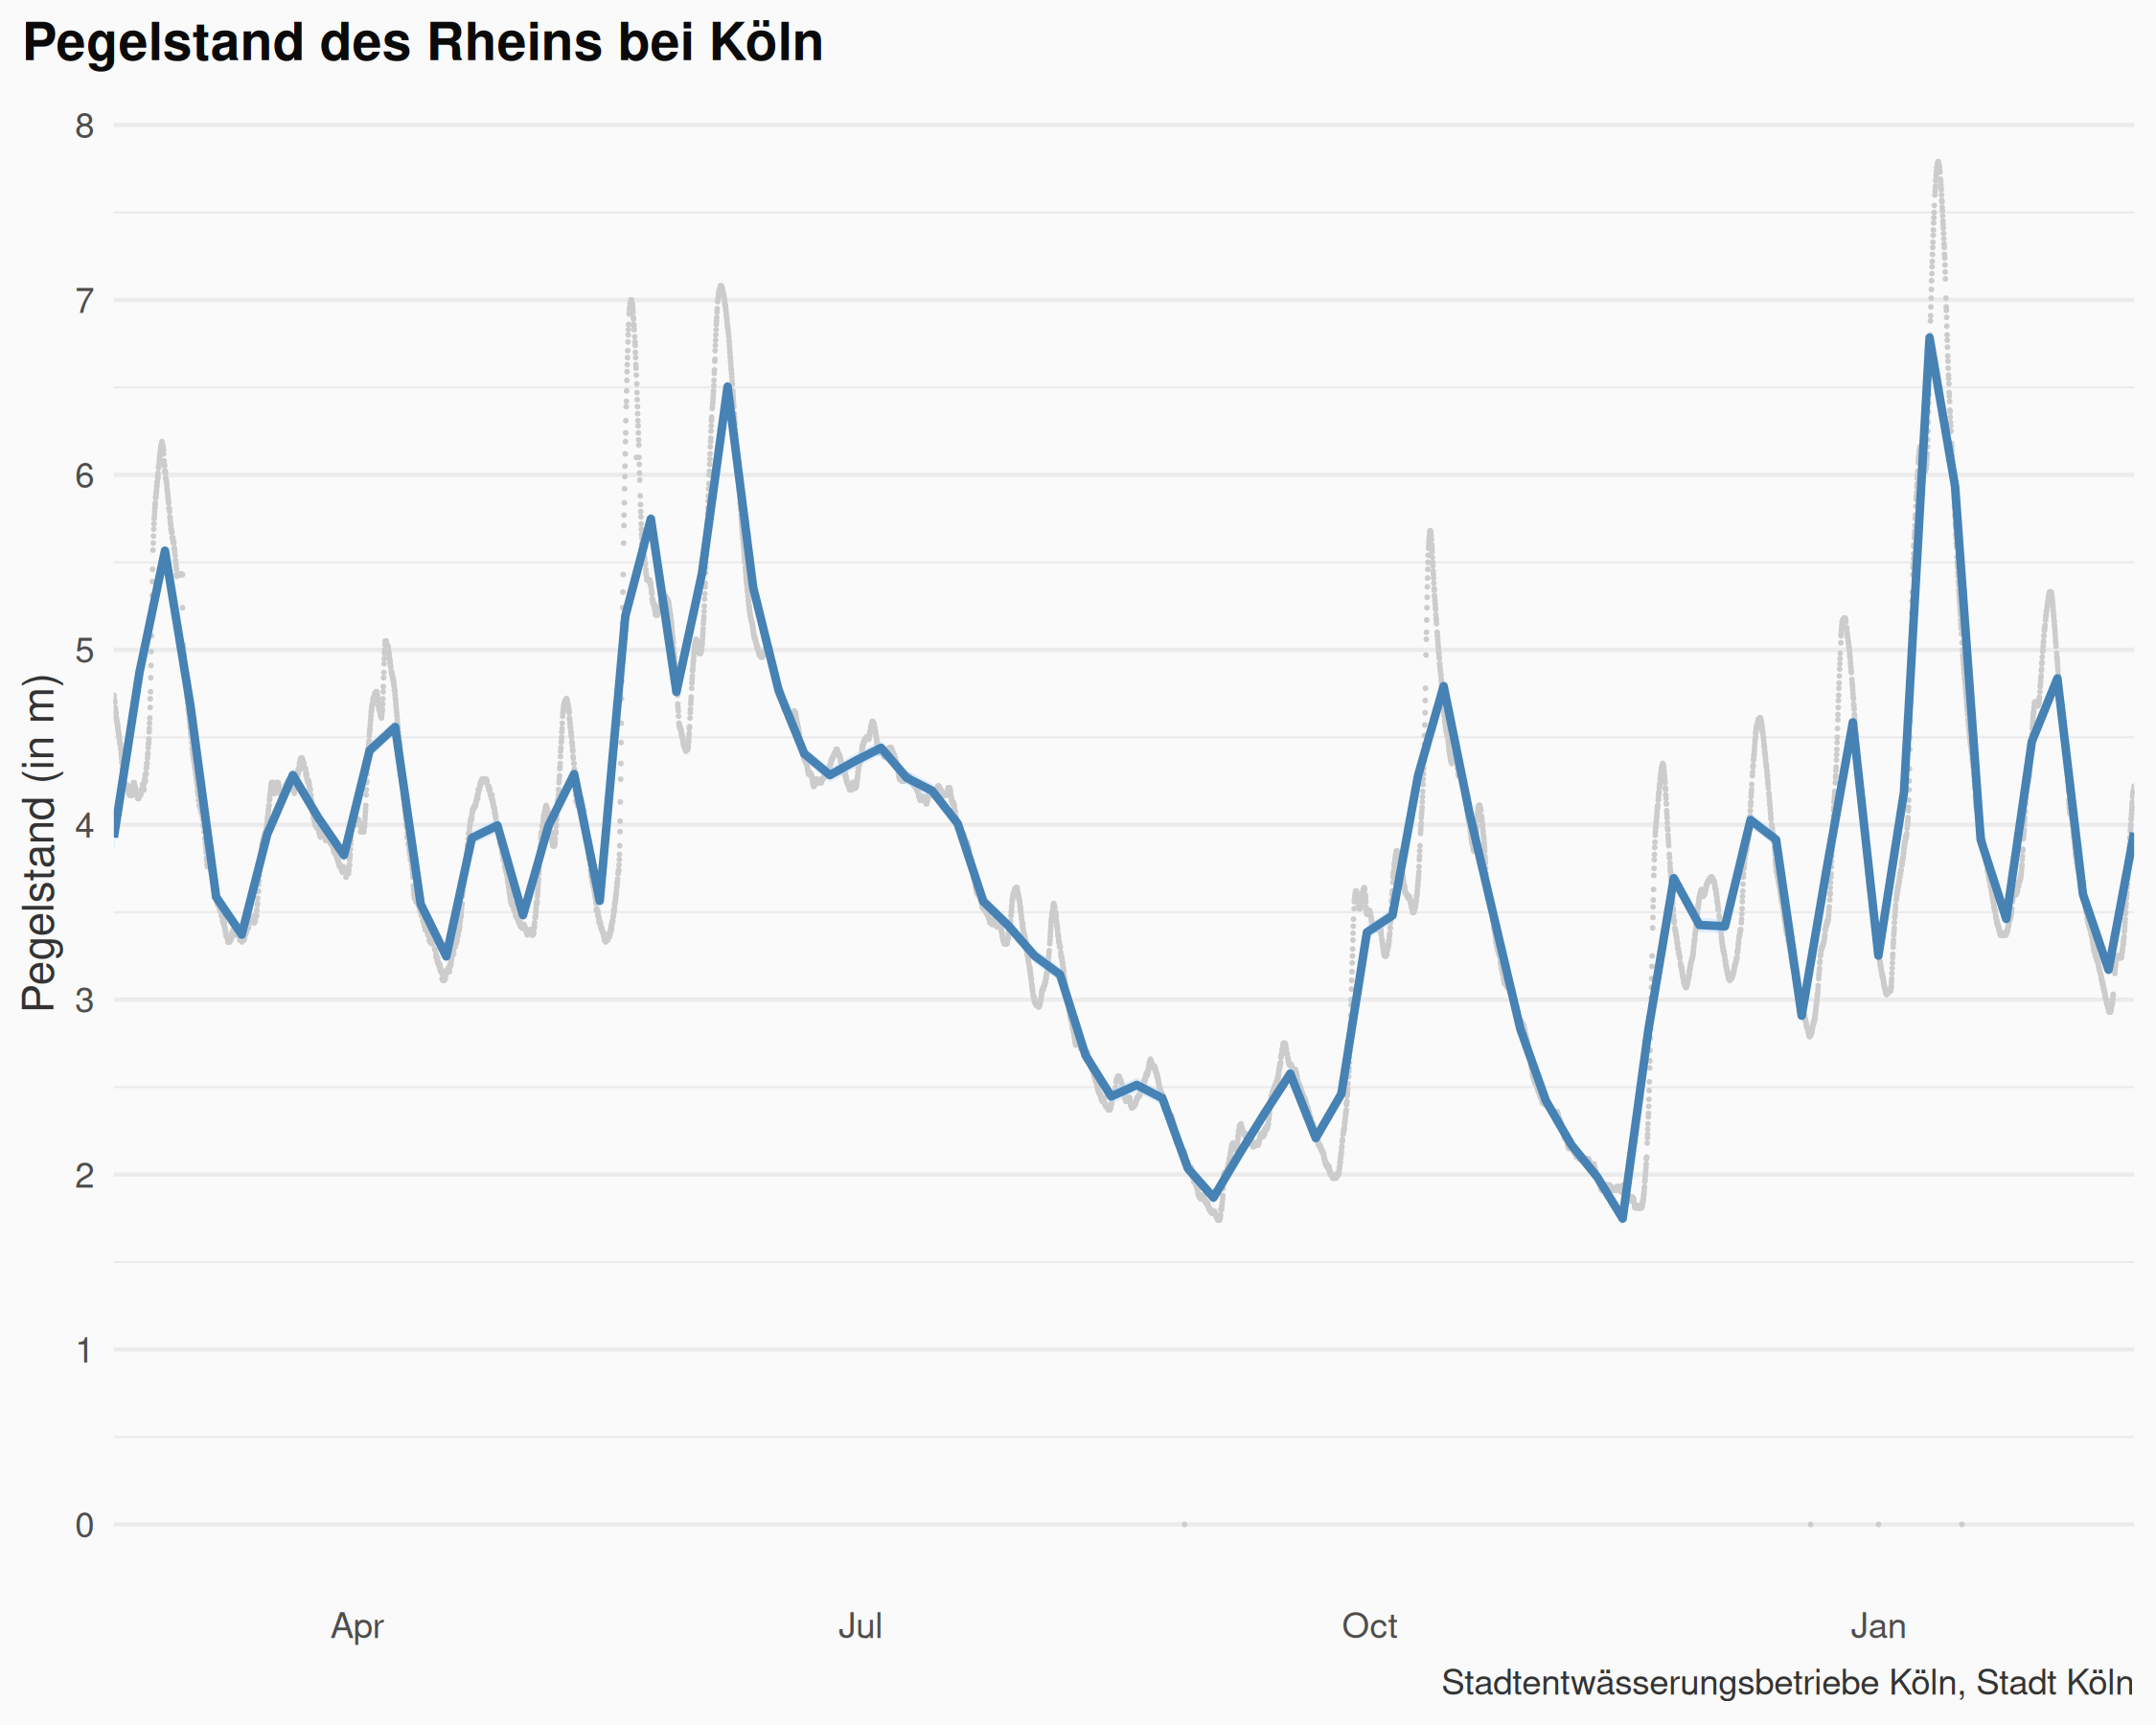 Pegelstand des Rheins bei Köln
Pegelstand (in m)
8
7
6
5
4
3
2
1
0
Apr Jul Oct Jan
Stadtentwässerungsbetriebe Köln, Stadt Köln